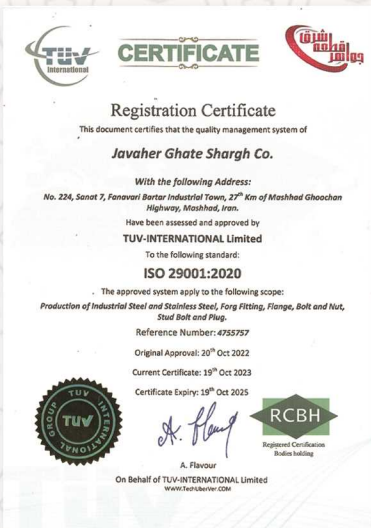 TÜV
International
CERTIFICATE
جواهر
قطعه
شرق
Registration Certificate
This document certifies that the quality management system of
Javaher Ghate Shargh Co.
With the following Address:
No. 224, Sanat 7, Fanavari Bartar Industrial Town, 27th Km of Mashhad Ghoochan
Highway, Mashhad, Iran.
Have been assessed and approved by
TUV-INTERNATIONAL Limited
To the following standard:
ISO 29001:2020
The approved system apply to the following scope:
Production of Industrial Steel and Stainless Steel, Forg Fitting, Flange, Bolt and Nut,
Stud Bolt and Plug.
Reference Number: 4755757
Original Approval: 20th Oct 2022
Current Certificate: 19th Oct 2023
Certificate Expiry: 19th Oct 2025
TUV INTERNATIONAL GROUP
TUV
A. Flavour
RCBH
Registered Certification
Bodies holding
A. Flavour
On Behalf of TUV-INTERNATIONAL Limited
WWW.TechUberVer.COM